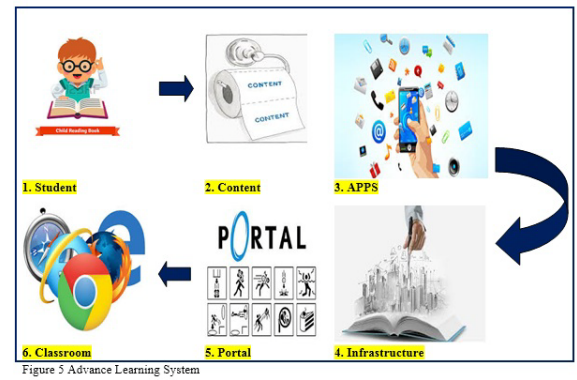 Child Reading Book
CONTENT
CONTENT
1. Student
2. Content
3. APPS
PORTAL
6. Classroom
5. Portal
4. Infrastructure
Figure 5 Advance Learning System